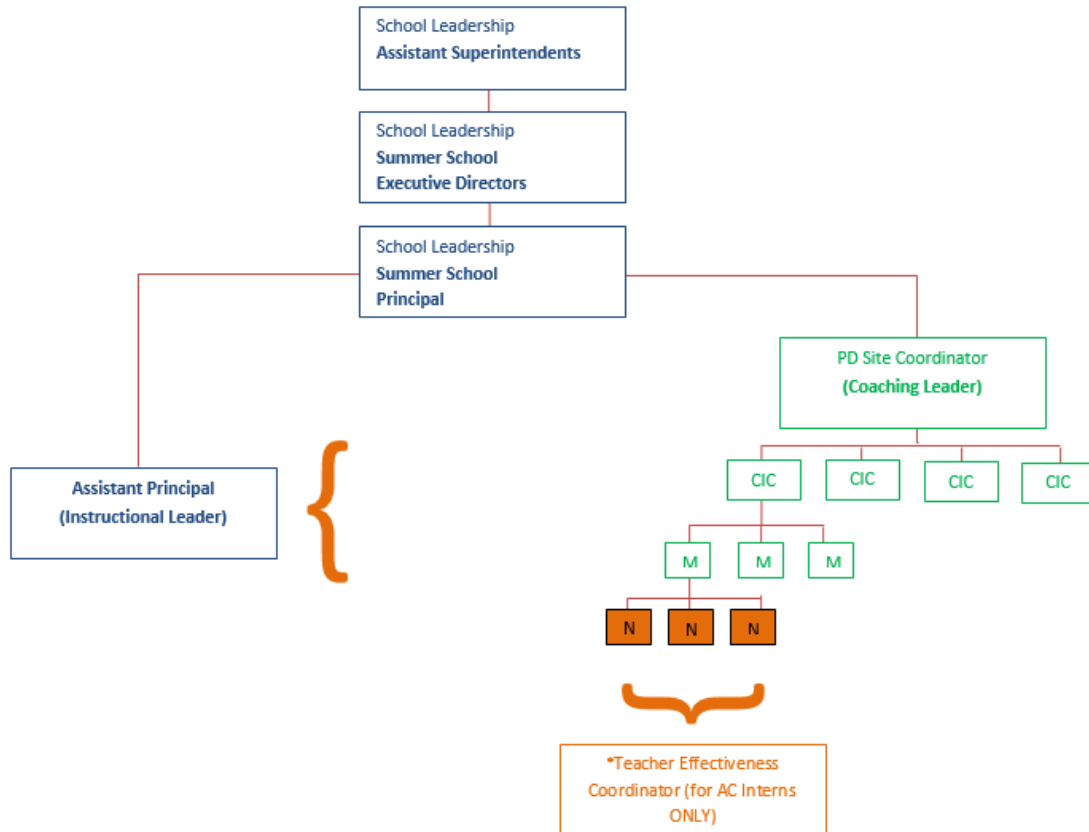 School Leadership
Assistant Superintendents
School Leadership
Summer School
Executive Directors
School Leadership
Summer School
Principal
PD Site Coordinator
(Coaching Leader)
Assistant Principal
(Instructional Leader)
CIC
CIC
CIC
CIC
M
M
M
N
N
N
*Teacher Effectiveness
Coordinator (for AC Interns
ONLY)